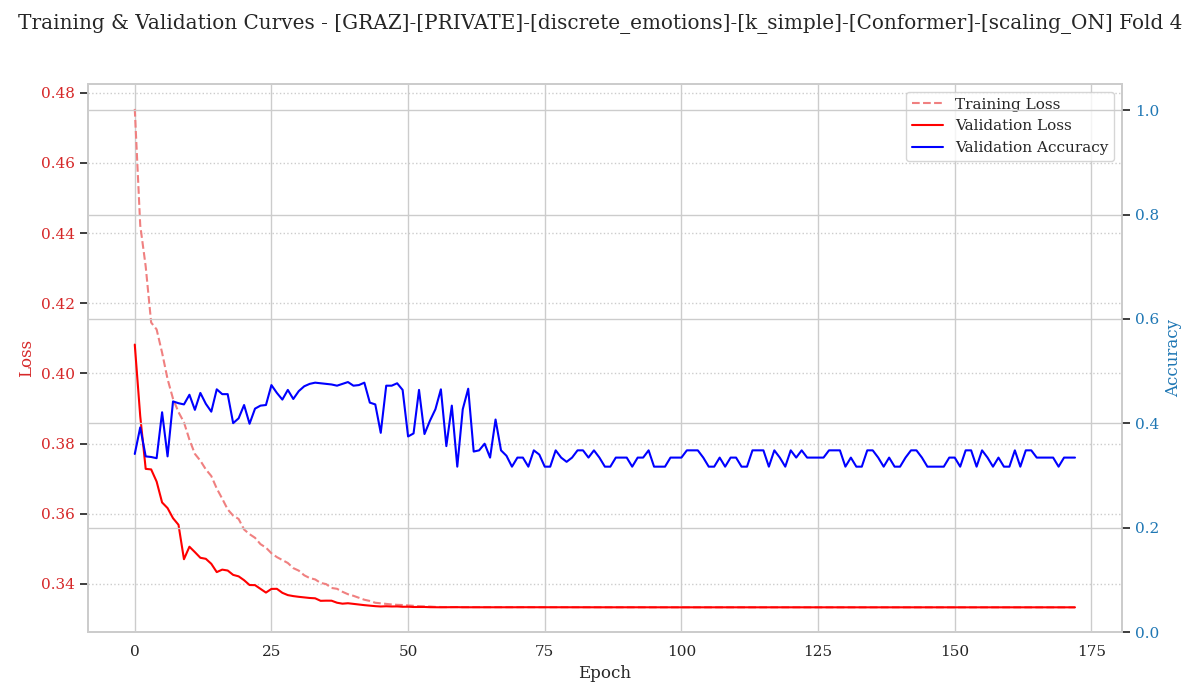 Training & Validation Curves - [GRAZ]-[PRIVATE]-[discrete_emotions]-[k_simple]-[Conformer]-[scaling_ON] Fold 4
Training Loss
Validation Loss
Validation Accuracy
0.48
0.46
0.44
0.42
0.40
0.38
0.36
0.34
Loss
1.0
0.8
0.6
0.4
0.2
0.0
Accuracy
0 25 50 75 100 125 150 175
Epoch